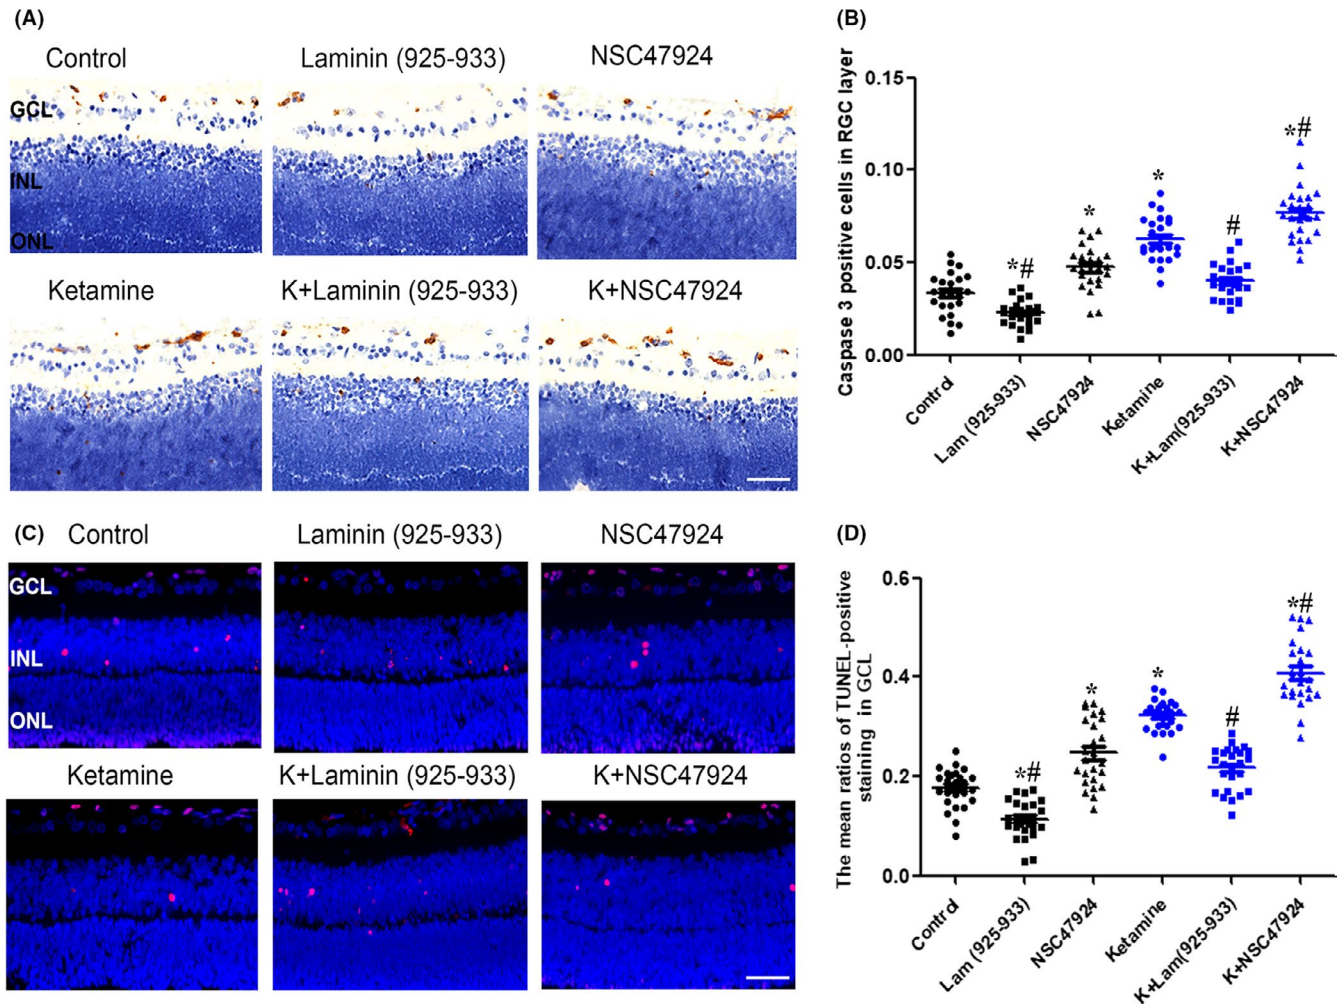 (A)
Control Laminin (925-933) NSC47924
GCL
INL
ONL
Ketamine K+Laminin (925-933) K+NSC47924
(B)
Caspase 3 positive cells in RGC layer
0.15
0.10
0.05
0.00
*#
*
*
#
*#
Control
Lam (925-933)
NSC47924
Ketamine
K+Lam(925-933)
K+NSC47924
(C)
Control Laminin (925-933) NSC47924
GCL
INL
ONL
Ketamine K+Laminin (925-933) K+NSC47924
(D)
The mean ratios of TUNEL-positive
staining in GCL
0.6
0.4
0.2
0.0
*#
*
*
#
*#
Control
Lam (925-933)
NSC47924
Ketamine
K+Lam(925-933)
K+NSC47924